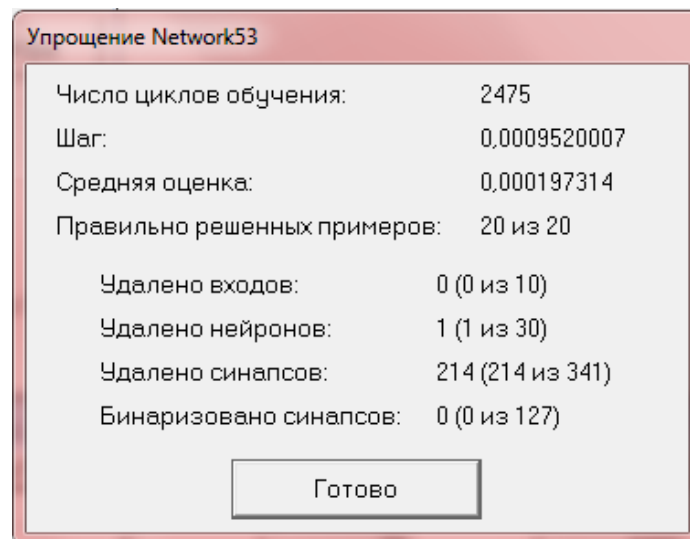 Упрощение Network53
Число циклов обучения: 2475
Шаг: 0,0009520007
Средняя оценка: 0,000197314
Правильно решенных примеров: 20 из 20
Удалено входов: 0 (0 из 10)
Удалено нейронов: 1 (1 из 30)
Удалено синапсов: 214 (214 из 341)
Бинаризовано синапсов: 0 (0 из 127)
Готово